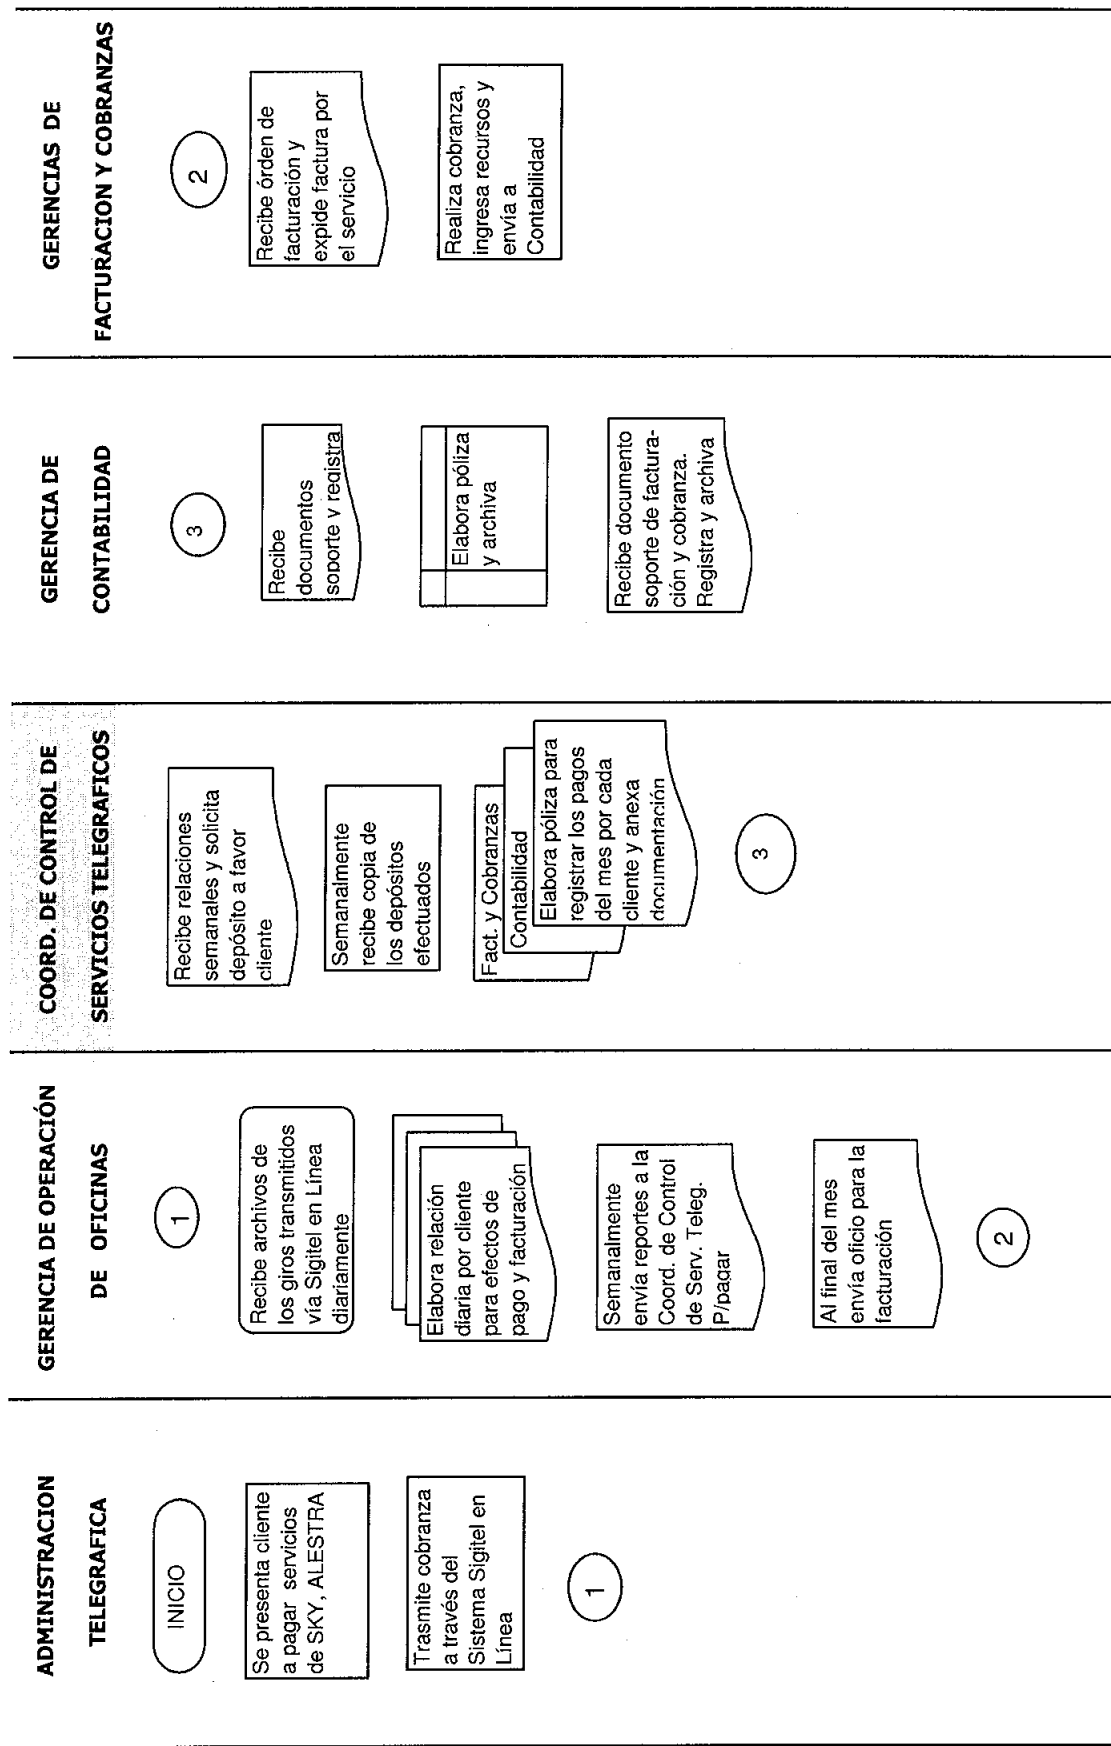 ADMINISTRACION
TELEGRAFICA
INICIO
Se presenta cliente
a pagar servicios
de SKY, ALESTRA
Trasmite cobranza
a través del
Sistema Sigitel en
Línea
1
GERENCIA DE OPERACIÓN
DE OFICINAS
1
Recibe archivos de
los giros transmitidos
vía Sigitel en Línea
diariamente
Elabora relación
diaria por cliente
para efectos de
pago y facturación
Semanalmente
envía reportes a la
Coord. de Control
de Serv. Teleg.
P/pagar
Al final del mes
envía oficio para la
facturación
2
COORD. DE CONTROL DE
SERVICIOS TELEGRAFICOS
Recibe relaciones
semanales y solicita
depósito a favor
cliente
Semanalmente
recibe copia de
los depósitos
efectuados
Fact. y Cobranzas
Contabilidad
Elabora póliza para
registrar los pagos
del mes por cada
cliente y anexa
documentación
3
GERENCIA DE
CONTABILIDAD
3
Recibe
documentos
soporte y registra
Elabora póliza
y archiva
Recibe documento
soporte de factura-
ción y cobranza.
Registra y archiva
GERENCIAS DE
FACTURACION Y COBRANZAS
2
Recibe órden de
facturación y
expide factura por
el servicio
Realiza cobranza,
ingresa recursos y
envía a
Contabilidad